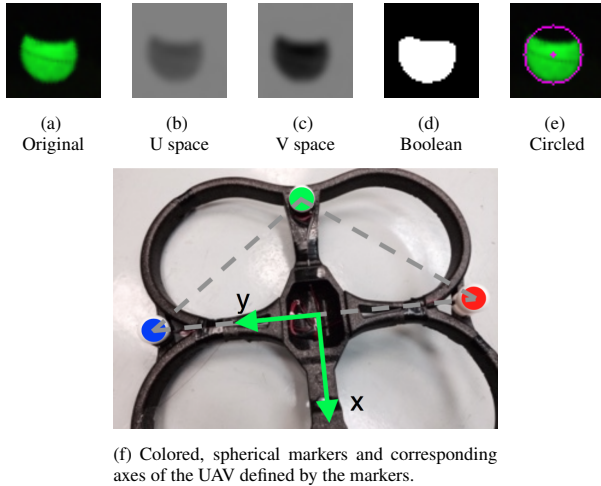 (a) (b) (c) (d) (e)
Original U space V space Boolean Circled
y
x
(f) Colored, spherical markers and corresponding
axes of the UAV defined by the markers.